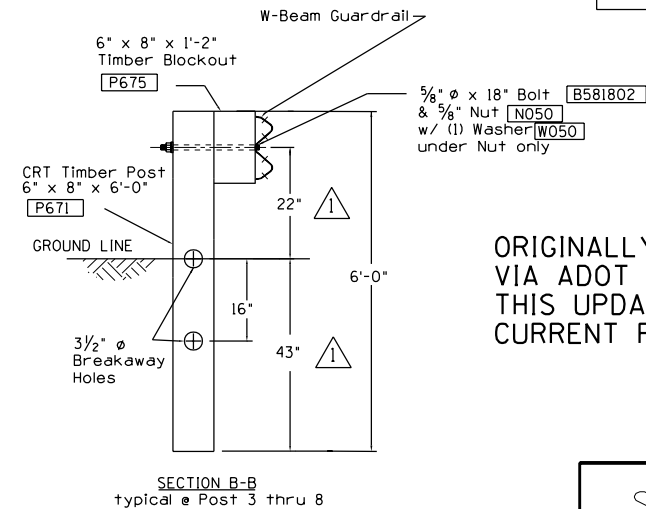 W-Beam Guardrail
6" x 8" x 1'-2"
Timber Blockout
P675
5/8" ø x 18" Bolt B581802
& 5/8" Nut N050
w/ (1) Washer W050
under Nut only
CRT Timber Post
6" x 8" x 6'-0"
P671
22"
1
GROUND LINE
6'-0"
16"
3 1/2" ø
Breakaway
Holes
43"
1
ORIGINALLY
VIA ADOT
THIS UPDA
CURRENT
SECTION B-B
typical @ Post 3 thru 8